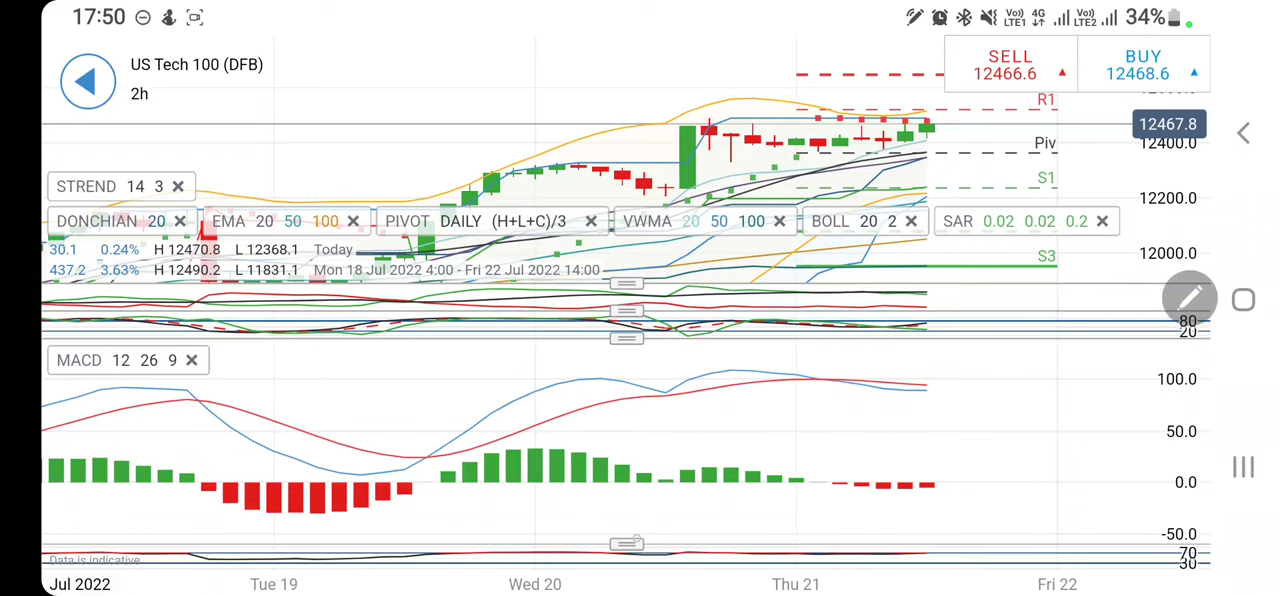 17:50 Vo)) LTE1 4G Vo)) LTE2 34%
US Tech 100 (DFB)
2h
SELL BUY
12466.6 12468.6
R1
12467.8
Piv 12400.0
STREND 14 3
S1
12200.0
DONCHIAN 20 EMA 20 50 100 PIVOT DAILY (H+L+C)/3 VWMA 20 50 100 BOLL 20 2 SAR 0.02 0.02 0.2
30.1 0.24% H 12470.8 L 12368.1 Today
S3 12000.0
437.2 3.63% H 12490.2 L 11831.1 Mon 18 Jul 2022 4:00 - Fri 22 Jul 2022 14:00
80
20
MACD 12 26 9
100.0
50.0
0.0
-50.0
70
Data is indicative
30
Jul 2022 Tue 19 Wed 20 Thu 21 Fri 22